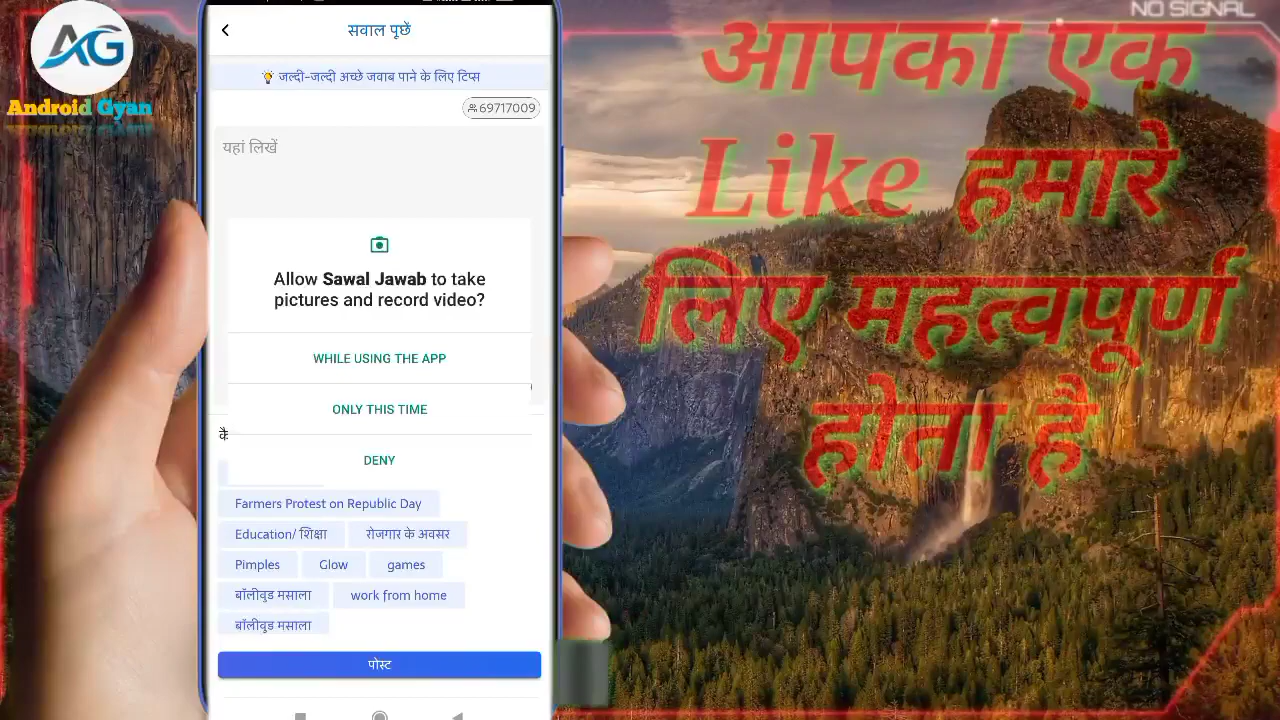 NO SIGNAL
AG
Android Gyan
सवाल पूछें
जल्दी-जल्दी अच्छे जवाब पाने के लिए टिप्स
69717009
यहां लिखें
Allow Sawal Jawab to take
pictures and record video?
WHILE USING THE APP
ONLY THIS TIME
कै
DENY
Farmers Protest on Republic Day
Education/ शिक्षा
रोजगार के अवसर
Pimples
Glow
games
बॉलीवुड मसाला
work from home
बॉलीवुड मसाला
पोस्ट
आपका एक
Like हमारे
लिए महत्वपूर्ण
होता है